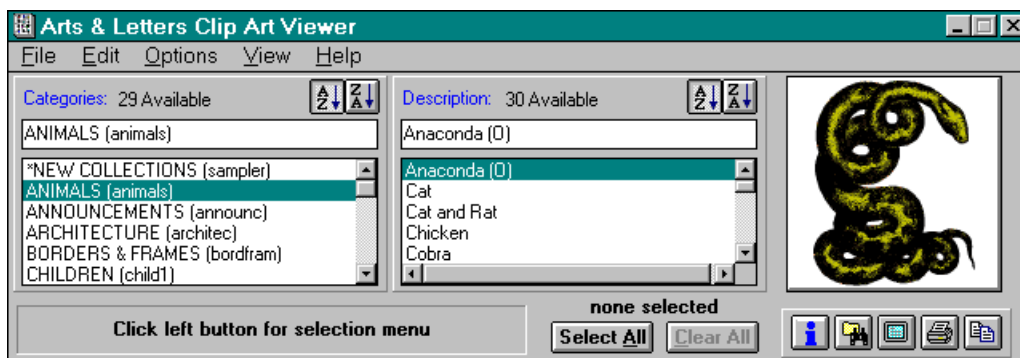 Arts & Letters Clip Art Viewer
File Edit Options View Help
Categories: 29 Available
A Z Z A
ANIMALS (animals)
*NEW COLLECTIONS (sampler)
ANIMALS (animals)
ANNOUNCEMENTS (announc)
ARCHITECTURE (architec)
BORDERS & FRAMES (bordfram)
CHILDREN (child1)
Description: 30 Available
A Z Z A
Anaconda (O)
Anaconda (O)
Cat
Cat and Rat
Chicken
Cobra
Click left button for selection menu
none selected
Select All Clear All